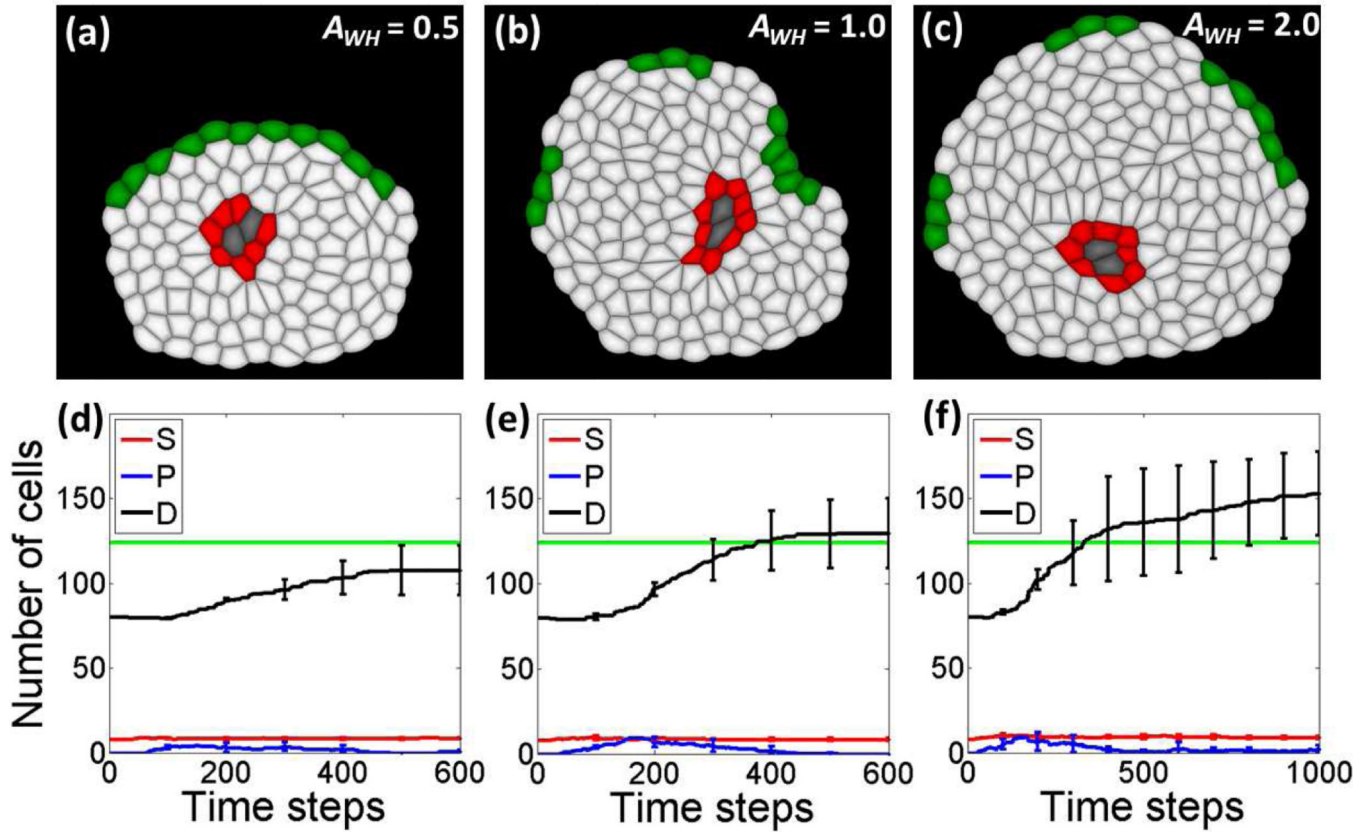 (a) A_WH = 0.5
(b) A_WH = 1.0
(c) A_WH = 2.0
Number of cells
(d)
S
P
D
150
100
50
0
0 200 400 600
Time steps
(e)
S
P
D
150
100
50
0
0 200 400 600
Time steps
(f)
S
P
D
150
100
50
0
0 500 1000
Time steps